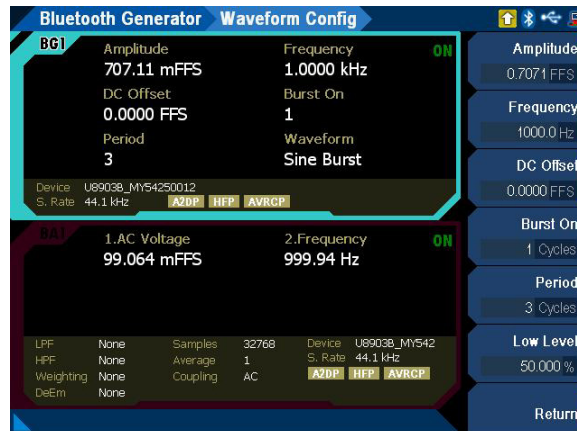 Bluetooth Generator Waveform Config
BG1
Amplitude Frequency ON
707.11 mFFS 1.0000 kHz
DC Offset Burst On
0.0000 FFS 1
Period Waveform
3 Sine Burst
Device U8903B_MY54250012
S. Rate 44.1 kHz A2DP HFP AVRCP
BA1
1.AC Voltage 2.Frequency ON
99.064 mFFS 999.94 Hz
LPF None Samples 32768 Device U8903B_MY542
HPF None Average 1 S. Rate 44.1 kHz
Weighting None Coupling AC A2DP HFP AVRCP
DeEm None
Amplitude
0.7071 FFS
Frequency
1000.0 Hz
DC Offset
0.0000 FFS
Burst On
1 Cycles
Period
3 Cycles
Low Level
50.000 %
Return